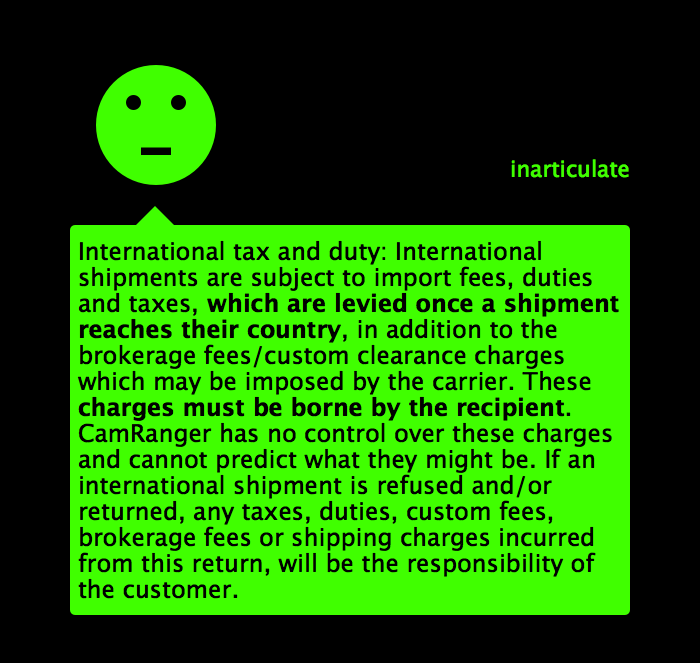 inarticulate
International tax and duty: International
shipments are subject to import fees, duties
and taxes, which are levied once a shipment
reaches their country, in addition to the
brokerage fees/custom clearance charges
which may be imposed by the carrier. These
charges must be borne by the recipient.
CamRanger has no control over these charges
and cannot predict what they might be. If an
international shipment is refused and/or
returned, any taxes, duties, custom fees,
brokerage fees or shipping charges incurred
from this return, will be the responsibility of
the customer.